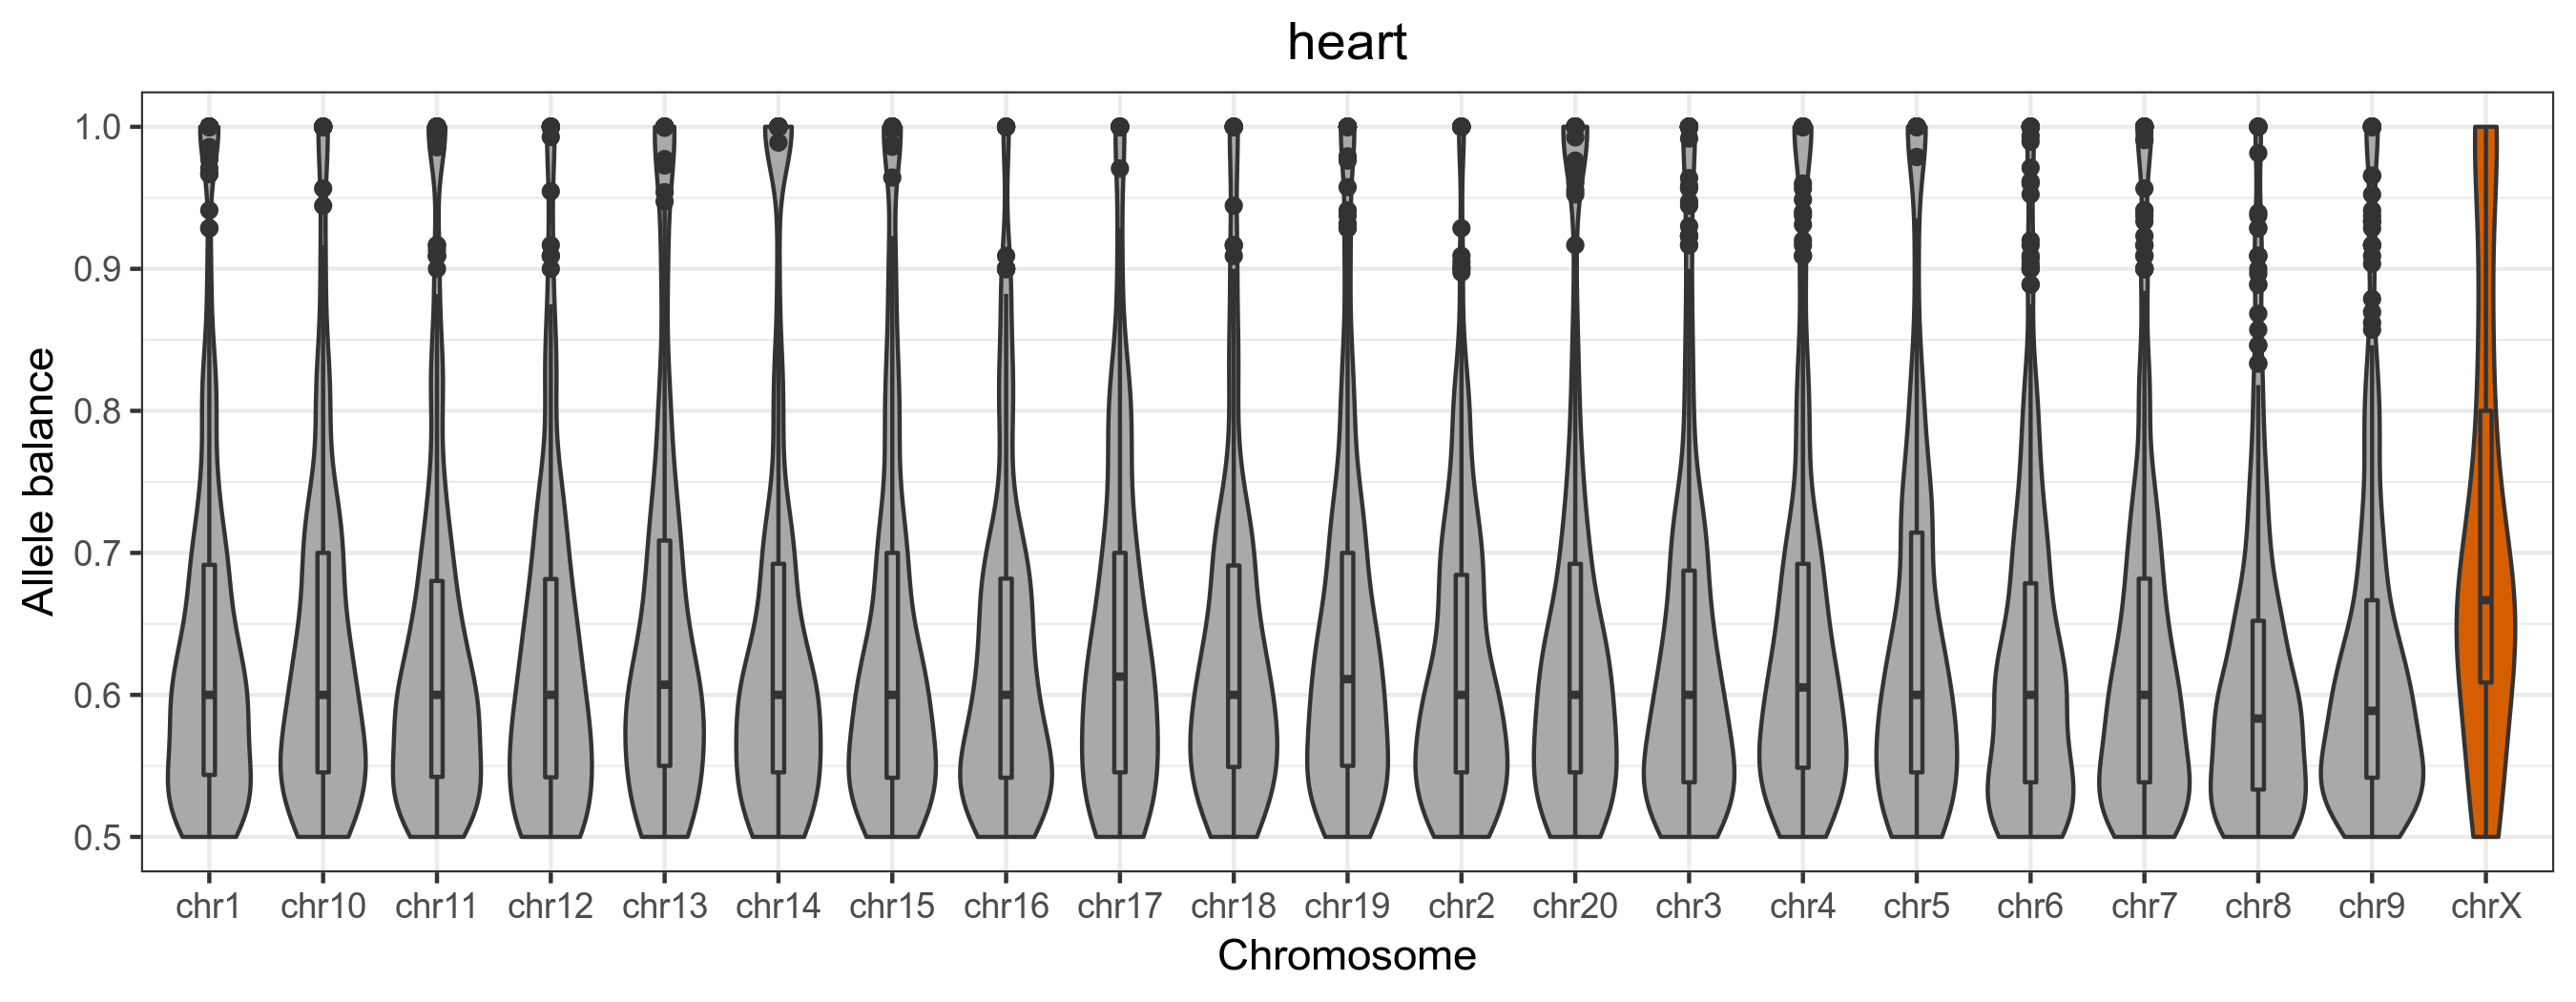 heart
Allele balance
1.0
0.9
0.8
0.7
0.6
0.5
chr1 chr10 chr11 chr12 chr13 chr14 chr15 chr16 chr17 chr18 chr19 chr2 chr20 chr3 chr4 chr5 chr6 chr7 chr8 chr9 chrX
Chromosome